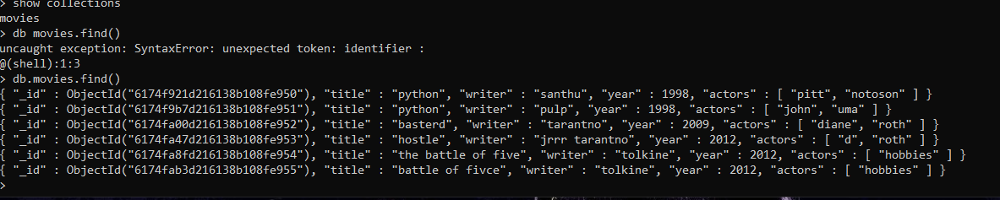 > show collections
movies
> db movies.find()
uncaught exception: SyntaxError: unexpected token: identifier :
@(shell):1:3
> db.movies.find()
{ "_id" : ObjectId("6174f921d216138b108fe950"), "title" : "python", "writer" : "santhu", "year" : 1998, "actors" : [ "pitt", "notoson" ] }
{ "_id" : ObjectId("6174f9b7d216138b108fe951"), "title" : "python", "writer" : "pulp", "year" : 1998, "actors" : [ "john", "uma" ] }
{ "_id" : ObjectId("6174fa00d216138b108fe952"), "title" : "basterd", "writer" : "tarantno", "year" : 2009, "actors" : [ "diane", "roth" ] }
{ "_id" : ObjectId("6174fa47d216138b108fe953"), "title" : "hostle", "writer" : "jrrr tarantno", "year" : 2012, "actors" : [ "d", "roth" ] }
{ "_id" : ObjectId("6174fa8fd216138b108fe954"), "title" : "the battle of five", "writer" : "tolkine", "year" : 2012, "actors" : [ "hobbies" ] }
{ "_id" : ObjectId("6174fab3d216138b108fe955"), "title" : "battle of fivce", "writer" : "tolkine", "year" : 2012, "actors" : [ "hobbies" ] }
>